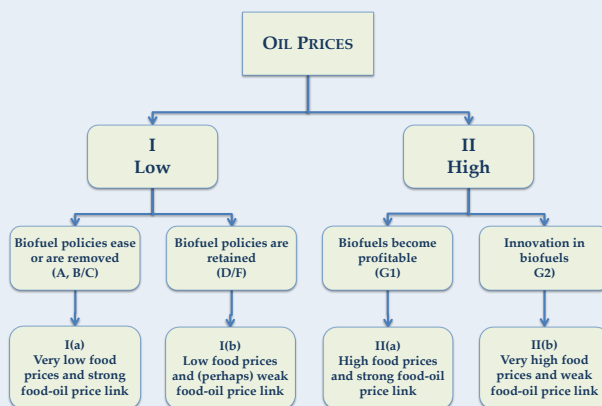 OIL PRICES
I
Low
II
High
Biofuel policies ease
or are removed
(A, B/C)
Biofuel policies are
retained
(D/F)
Biofuels become
profitable
(G1)
Innovation in
biofuels
G2)
I(a)
Very low food
prices and strong
food-oil price link
I(b)
Low food prices
and (perhaps) weak
food-oil price link
II(a)
High food prices
and strong food-oil
price link
II(b)
Very high food
prices and weak
food-oil price link